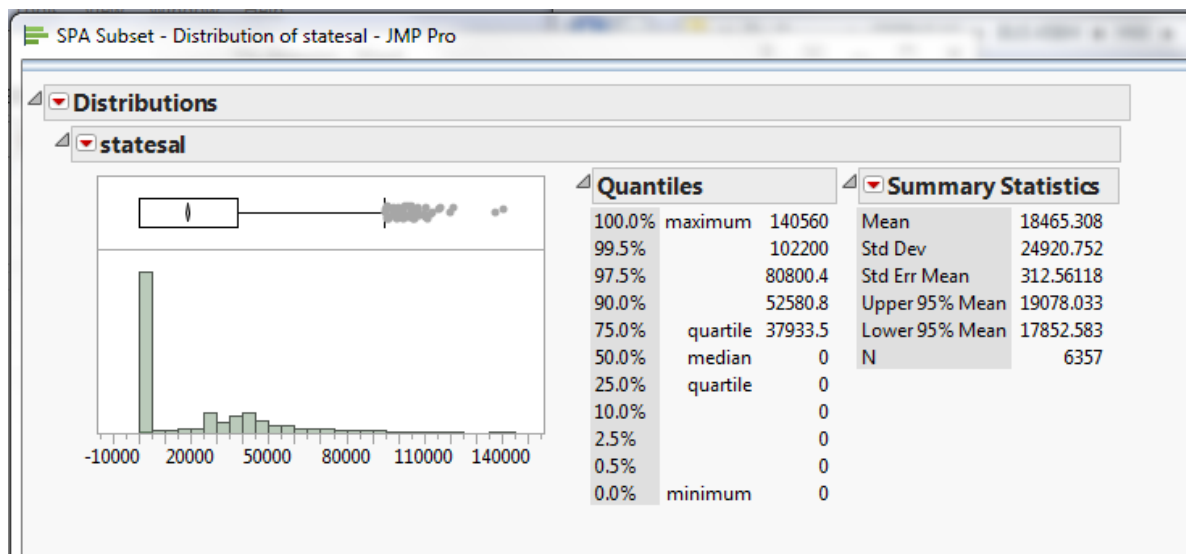 SPA Subset - Distribution of statesal - JMP Pro
Distributions
statesal
-10000 20000 50000 80000 110000 140000
Quantiles
100.0% maximum 140560
99.5% 102200
97.5% 80800.4
90.0% 52580.8
75.0% quartile 37933.5
50.0% median 0
25.0% quartile 0
10.0% 0
2.5% 0
0.5% 0
0.0% minimum 0
Summary Statistics
Mean 18465.308
Std Dev 24920.752
Std Err Mean 312.56118
Upper 95% Mean 19078.033
Lower 95% Mean 17852.583
N 6357